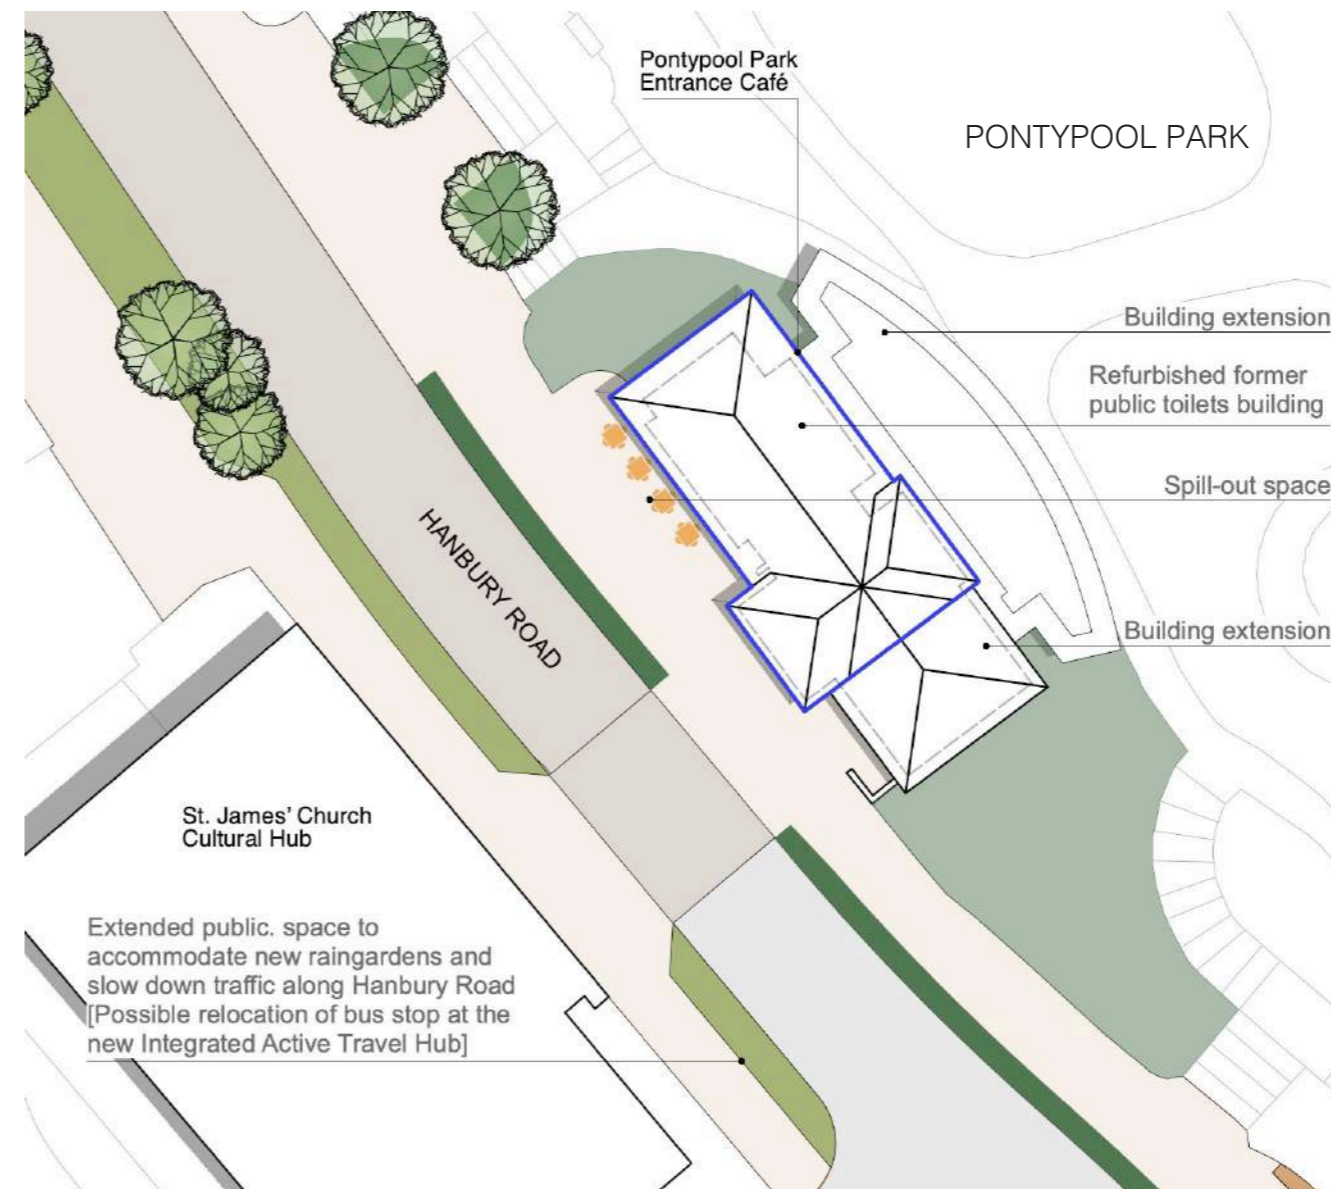 Pontypool Park
Entrance Café
PONTYPOOL PARK
Building extension
Refurbished former
public toilets building
Spill-out space
HANBURY ROAD
Building extension
St. James’ Church
Cultural Hub
Extended public. space to
accommodate new raingardens and
slow down traffic along Hanbury Road
[Possible relocation of bus stop at the
new Integrated Active Travel Hub]